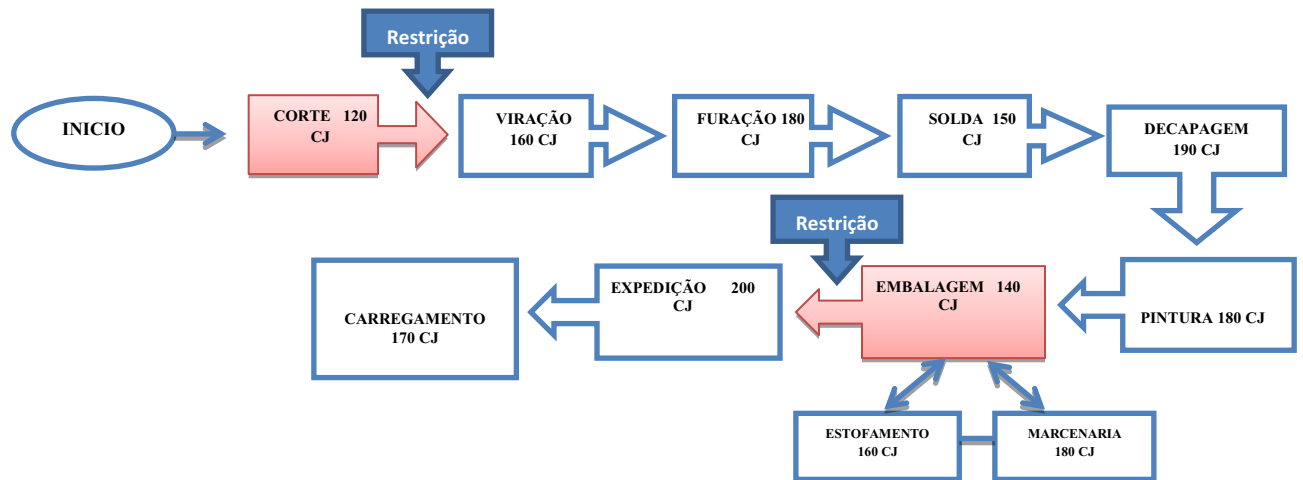 Restrição
INICIO
CORTE 120
CJ
VIRAÇÃO
160 CJ
FURAÇÃO 180
CJ
SOLDA 150
CJ
DECAPAGEM
190 CJ
Restrição
CARREGAMENTO
170 CJ
EXPEDIÇÃO 200
CJ
EMBALAGEM 140
CJ
PINTURA 180 CJ
ESTOFAMENTO
160 CJ
MARCENARIA
180 CJ